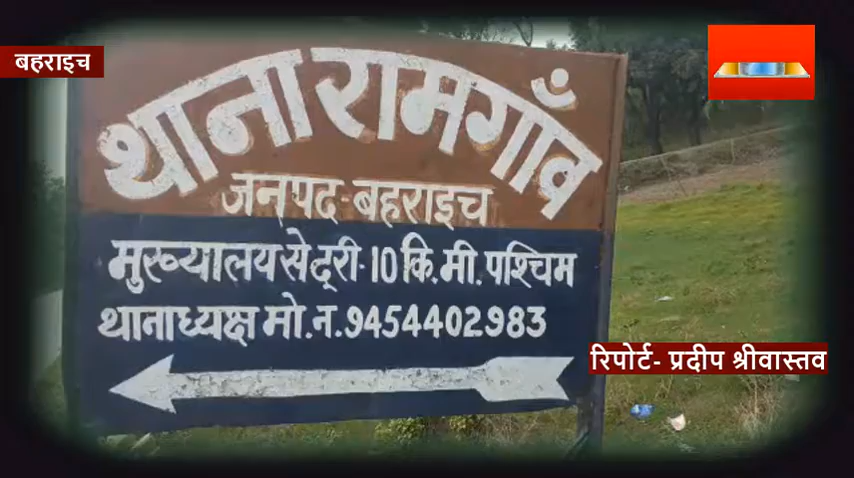 बहराइच
थाना रामगाँव
जनपद-बहराइच
मुख्यालय से दूरी-10 कि.मी. पश्चिम
थानाध्यक्ष मो.न.9454402983
रिपोर्ट- प्रदीप श्रीवास्तव